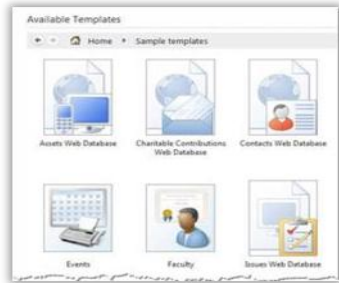 Available Templates
Home
Sample templates
Assets Web Database
Charitable Contributions
Web Database
Contacts Web Database
Events
Faculty
Issues Web Database